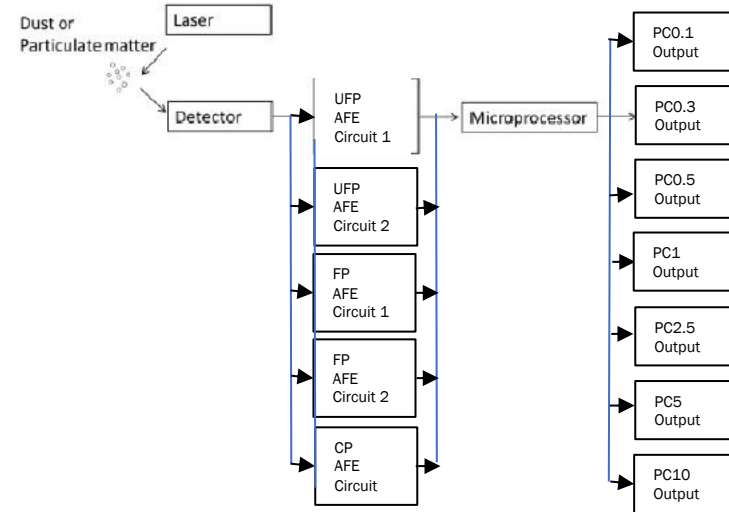 Dust or
Particulate matter
Laser
Detector
UFP
AFE
Circuit 1
UFP
AFE
Circuit 2
FP
AFE
Circuit 1
FP
AFE
Circuit 2
CP
AFE
Circuit
Microprocessor
PC0.1
Output
PC0.3
Output
PC0.5
Output
PC1
Output
PC2.5
Output
PC5
Output
PC10
Output